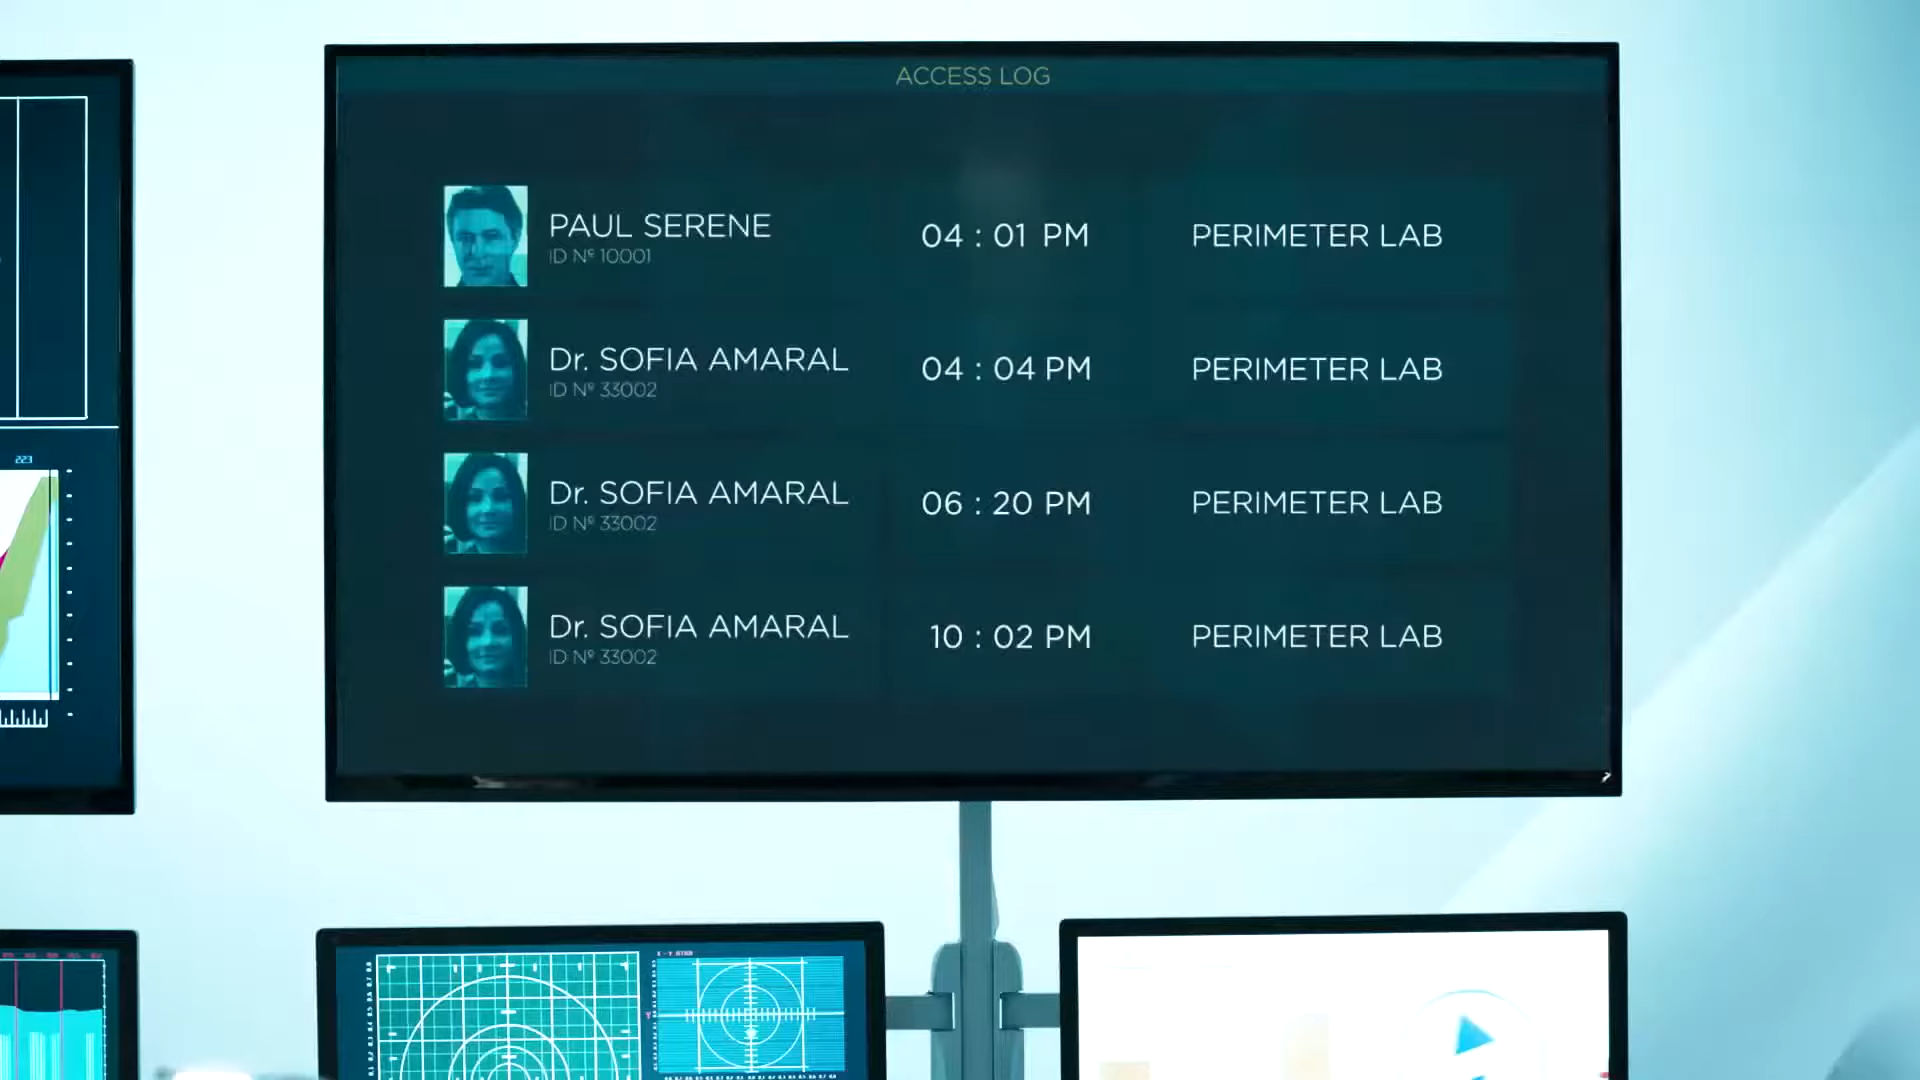 ACCESS LOG
PAUL SERENE
ID Nº 10001
04 : 01 PM
PERIMETER LAB
Dr. SOFIA AMARAL
ID Nº 33002
04 : 04 PM
PERIMETER LAB
Dr. SOFIA AMARAL
ID Nº 33002
06 : 20 PM
PERIMETER LAB
Dr. SOFIA AMARAL
ID Nº 33002
10 : 02 PM
PERIMETER LAB
223